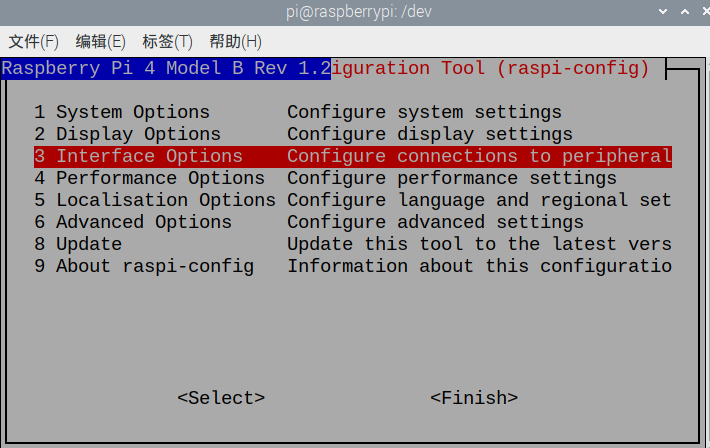 pi@raspberrypi: /dev
文件(F) 编辑(E) 标签(T) 帮助(H)
Raspberry Pi 4 Model B Rev 1.2iguration Tool (raspi-config)
1 System Options Configure system settings
2 Display Options Configure display settings
3 Interface Options Configure connections to peripheral
4 Performance Options Configure performance settings
5 Localisation Options Configure language and regional set
6 Advanced Options Configure advanced settings
8 Update Update this tool to the latest vers
9 About raspi-config Information about this configuratio
<Select> <Finish>